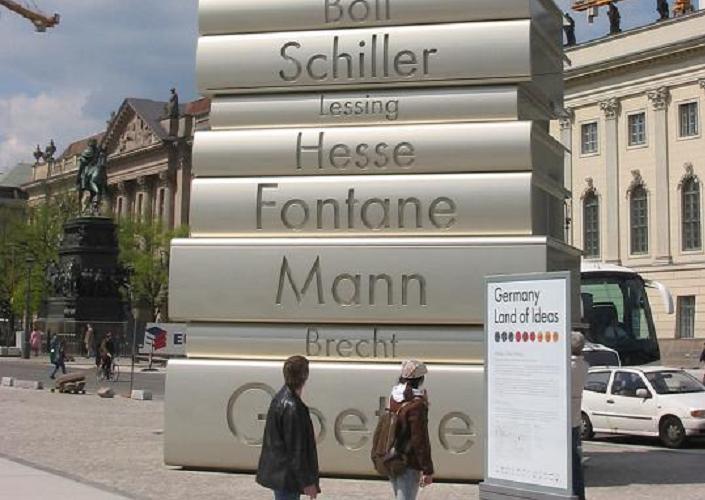 Böll
Schiller
Lessing
Hesse
Fontane
Mann
Brecht
Goethe
Germany
Land of Ideas